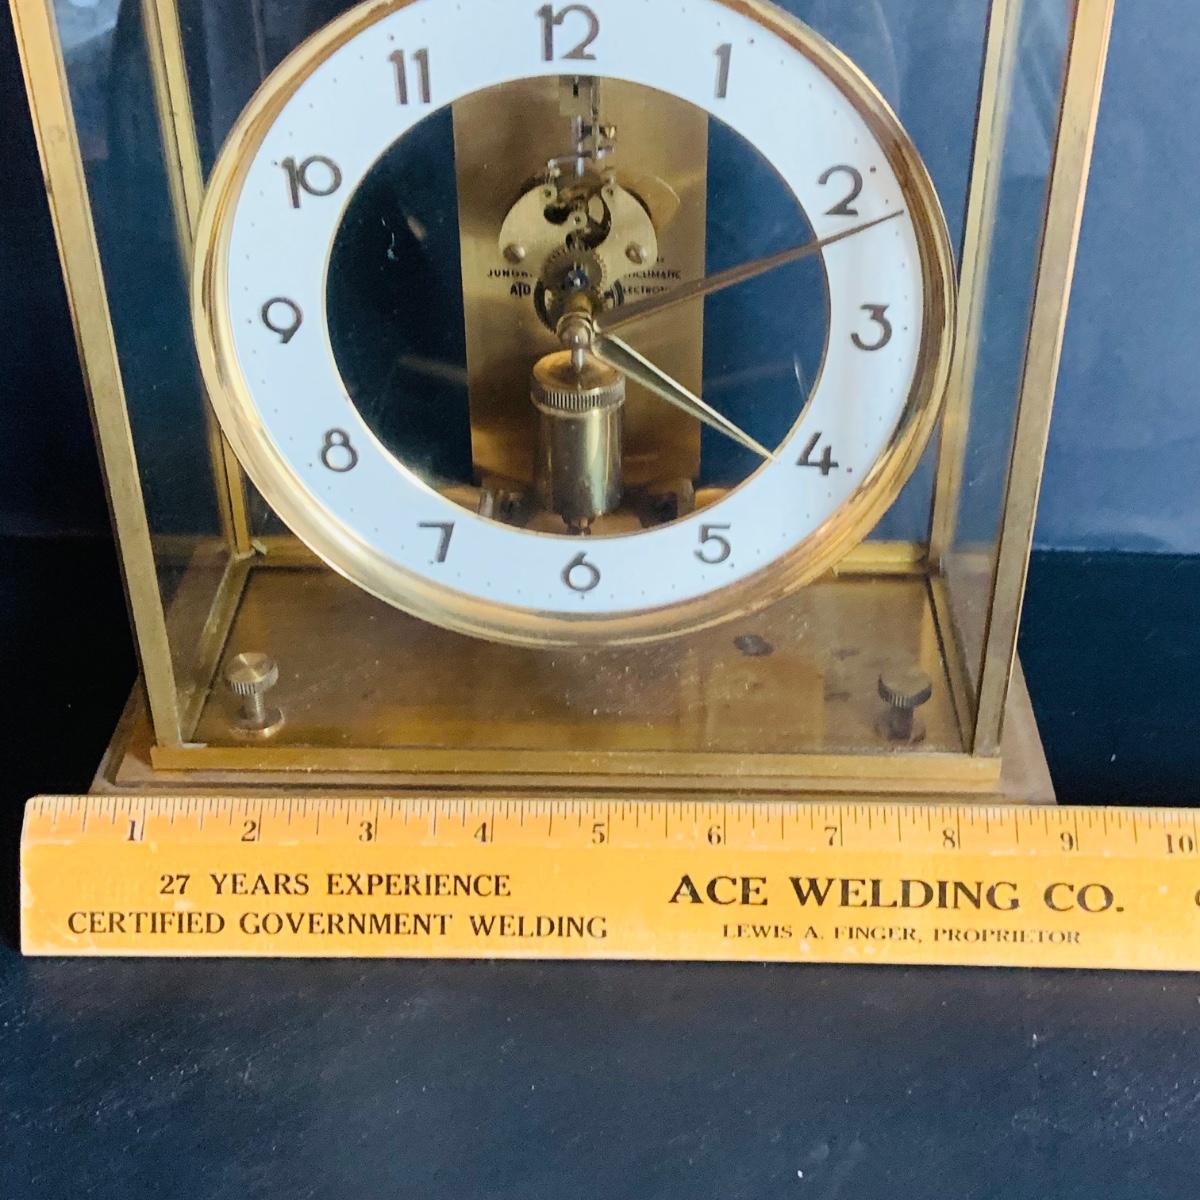 12
11 1
10 2
9 3
8 4
7 5
6
ATO
1 2 3 4 5 6 7 8 9 10
27 YEARS EXPERIENCE
CERTIFIED GOVERNMENT WELDING
ACE WELDING CO.
LEWIS A. FINGER, PROPRIETOR